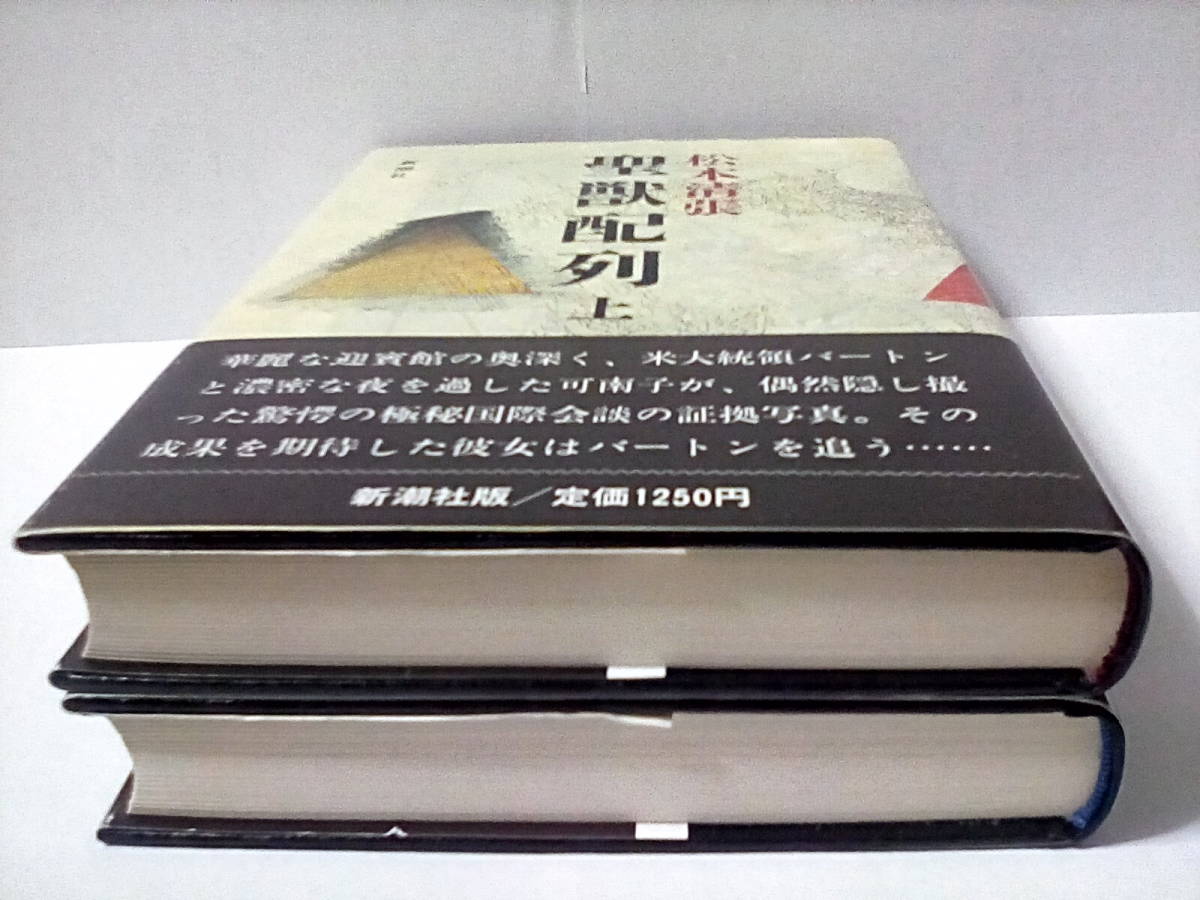 松本清張
聖獣配列 上
新潮社
華麗な迎賓館の奥深く、米大統領バートン
と濃密な夜を過した可南子が、偶然隠し撮
った驚愕の極秘国際会談の証拠写真。その
成果を期待した彼女はバートンを追う……
新潮社版／定価1250円